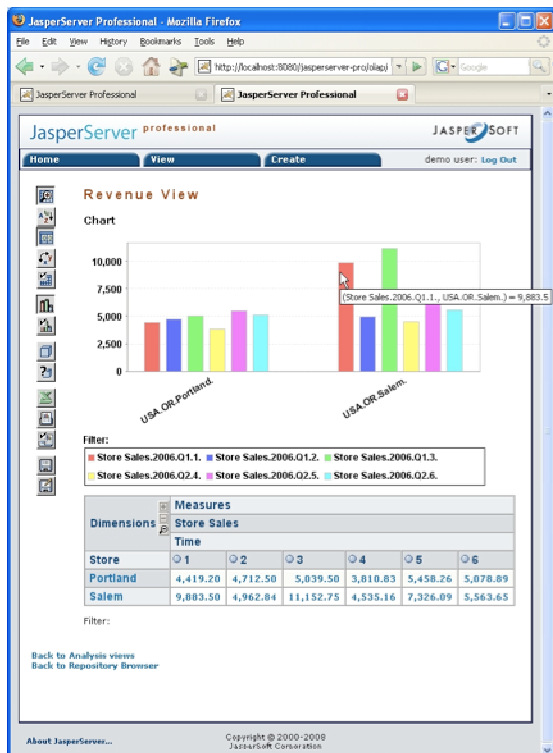 JasperServer Professional - Mozilla Firefox
File Edit View History Bookmarks Tools Help
http://localhost:8080/jasperserver-pro/olap/ Google
JasperServer Professional JasperServer Professional
JasperServer professional JASPERSOFT
Home View Create demo user: Log Out
Revenue View
Chart
10,000
7,500
5,000
2,500
0
(Store Sales.2006.Q1.1., USA.OR.Salem.) = 9,883.5
USA.OR.Portland USA.OR.Salem.
Filter:
Store Sales.2006.Q1.1. Store Sales.2006.Q1.2. Store Sales.2006.Q1.3.
Store Sales.2006.Q2.4. Store Sales.2006.Q2.5. Store Sales.2006.Q2.6.
Measures
Dimensions Store Sales
Time
Store 1 2 3 4 5 6
Portland 4,419.20 4,712.50 5,039.50 3,810.83 5,458.26 5,078.89
Salem 9,883.50 4,962.84 11,152.75 4,535.16 7,326.09 5,563.65
Filter:
Back to Analysis views
Back to Repository Browser
About JasperServer... Copyright © 2000-2008
JasperSoft Corporation